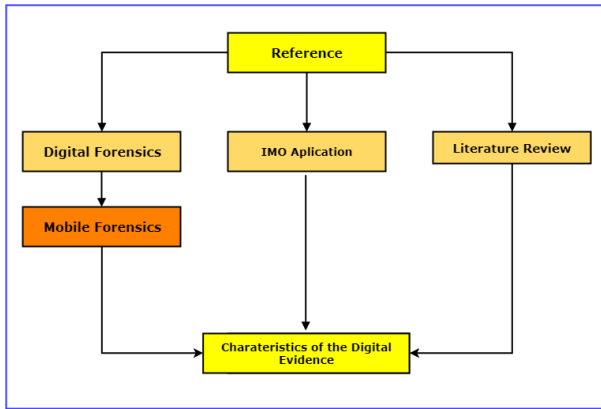 Reference
Digital Forensics
IMO Aplication
Literature Review
Mobile Forensics
Charateristics of the Digital
Evidence